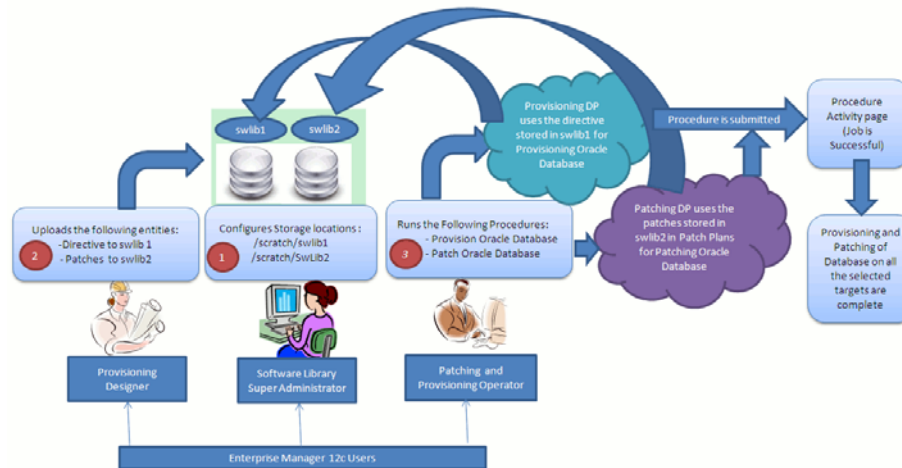 swlib1
swlib2
Provisioning DP
uses the directive
stored in swlib1 for
Provisioning Oracle
Database
Procedure is submitted
Procedure
Activity page
(Job is
Successful)
Uploads the following entities:
-Directive to swlib 1
- Patches to swlib2
2
Configures Storage locations :
/scratch/swlib1
/scratch/SwLib2
1
Runs the Following Procedures:
- Provision Oracle Database
- Patch Oracle Database
3
Patching DP uses the
patches stored in
swlib2 in Patch Plans
for Patching Oracle
Database
Provisioning and
Patching of
Database on all
the selected
targets are
complete
Provisioning
Designer
Software Library
Super Administrator
Patching and
Provisioning Operator
Enterprise Manager 12c Users